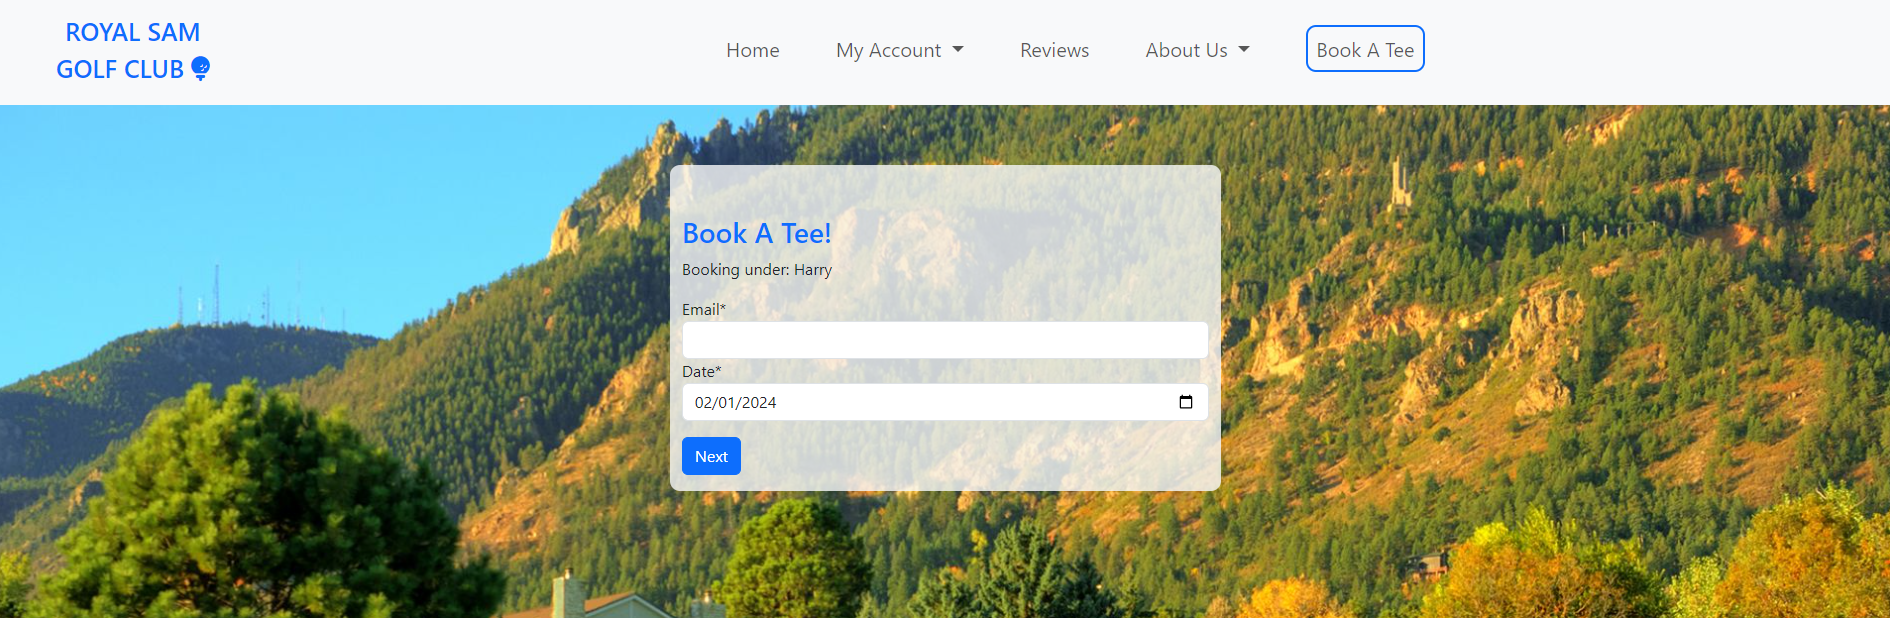 ROYAL SAM
GOLF CLUB
Home My Account Reviews About Us Book A Tee
Book A Tee!
Booking under: Harry
Email*
Date*
02/01/2024
Next